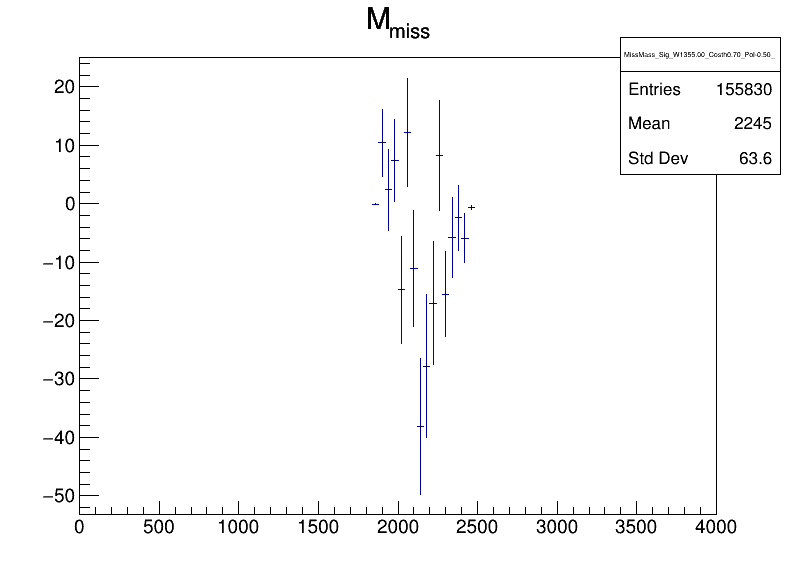 M_miss
MissMass_Sig_W1355.00_Costh0.70_Pol-0.50_
Entries 155830
Mean 2245
Std Dev 63.6
20
10
0
−10
−20
−30
−40
−50
0 500 1000 1500 2000 2500 3000 3500 4000